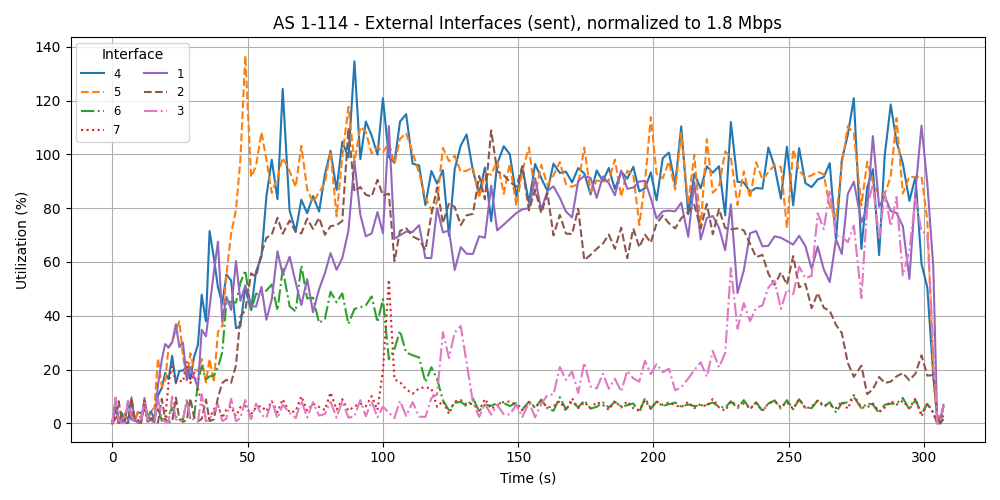 AS 1-114 - External Interfaces (sent), normalized to 1.8 Mbps
Interface
4 1
5 2
6 3
7
Utilization (%)
140
120
100
80
60
40
20
0
0 50 100 150 200 250 300
Time (s)